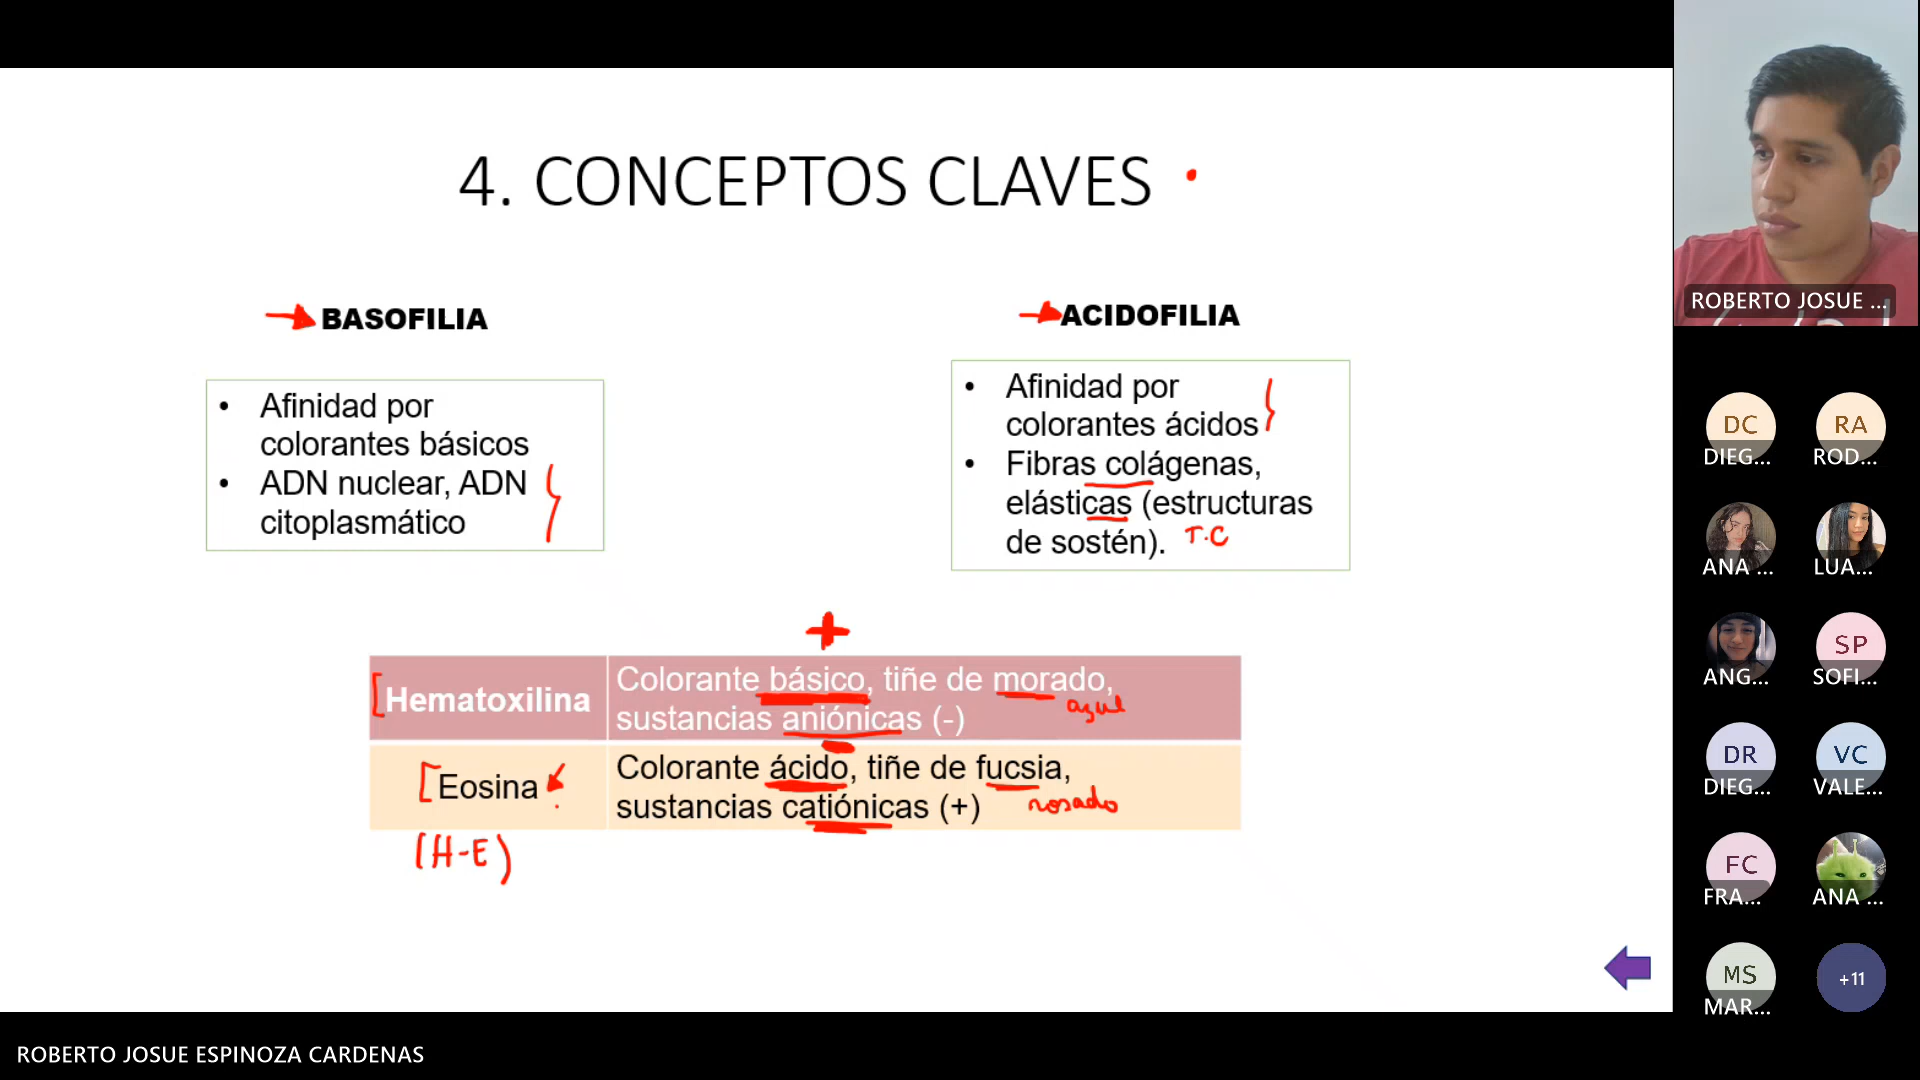 4. CONCEPTOS CLAVES
BASOFILIA
• Afinidad por
colorantes básicos
• ADN nuclear, ADN
citoplasmático
ACIDOFILIA
• Afinidad por
colorantes ácidos
• Fibras colágenas,
elásticas (estructuras
de sostén). T.C
+
Hematoxilina
Colorante básico, tiñe de morado,
azul
sustancias aniónicas (-)
Eosina
Colorante ácido, tiñe de fucsia,
sustancias catiónicas (+) rosado
(H-E)
ROBERTO JOSUE ...
DC RA
DIEG... ROD...
ANA ... LUA...
SP
ANG... SOFI...
DR VC
DIEG... VALE...
FC
FRA... ANA ...
MS +11
MAR...
ROBERTO JOSUE ESPINOZA CARDENAS